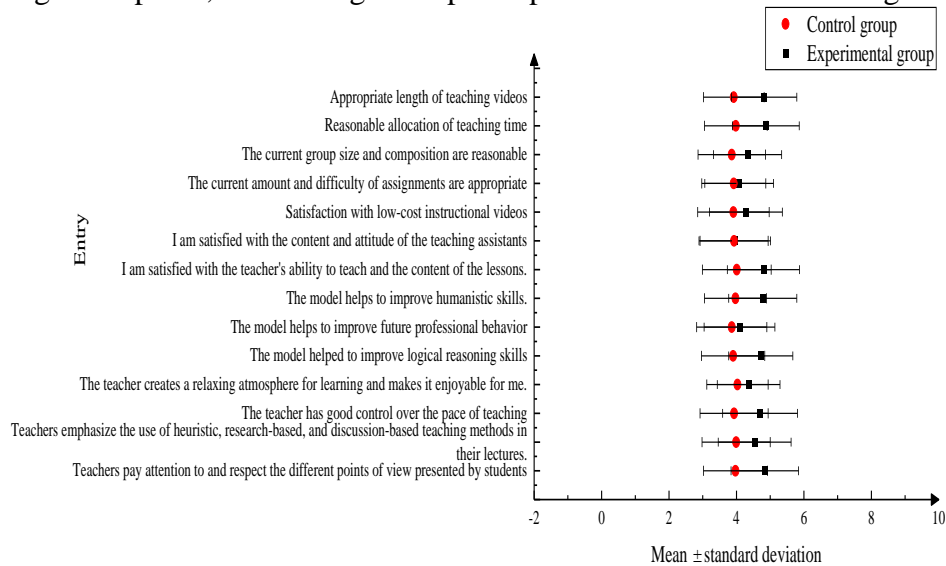 Control group
Experimental group
Appropriate length of teaching videos
Reasonable allocation of teaching time
The current group size and composition are reasonable
The current amount and difficulty of assignments are appropriate
Satisfaction with low-cost instructional videos
I am satisfied with the content and attitude of the teaching assistants
I am satisfied with the teacher's ability to teach and the content of the lessons.
The model helps to improve humanistic skills.
The model helps to improve future professional behavior
The model helped to improve logical reasoning skills
The teacher creates a relaxing atmosphere for learning and makes it enjoyable for me.
The teacher has good control over the pace of teaching
Teachers emphasize the use of heuristic, research-based, and discussion-based teaching methods in
their lectures.
Teachers pay attention to and respect the different points of view presented by students
Entry
-2 0 2 4 6 8 10
Mean ±standard deviation